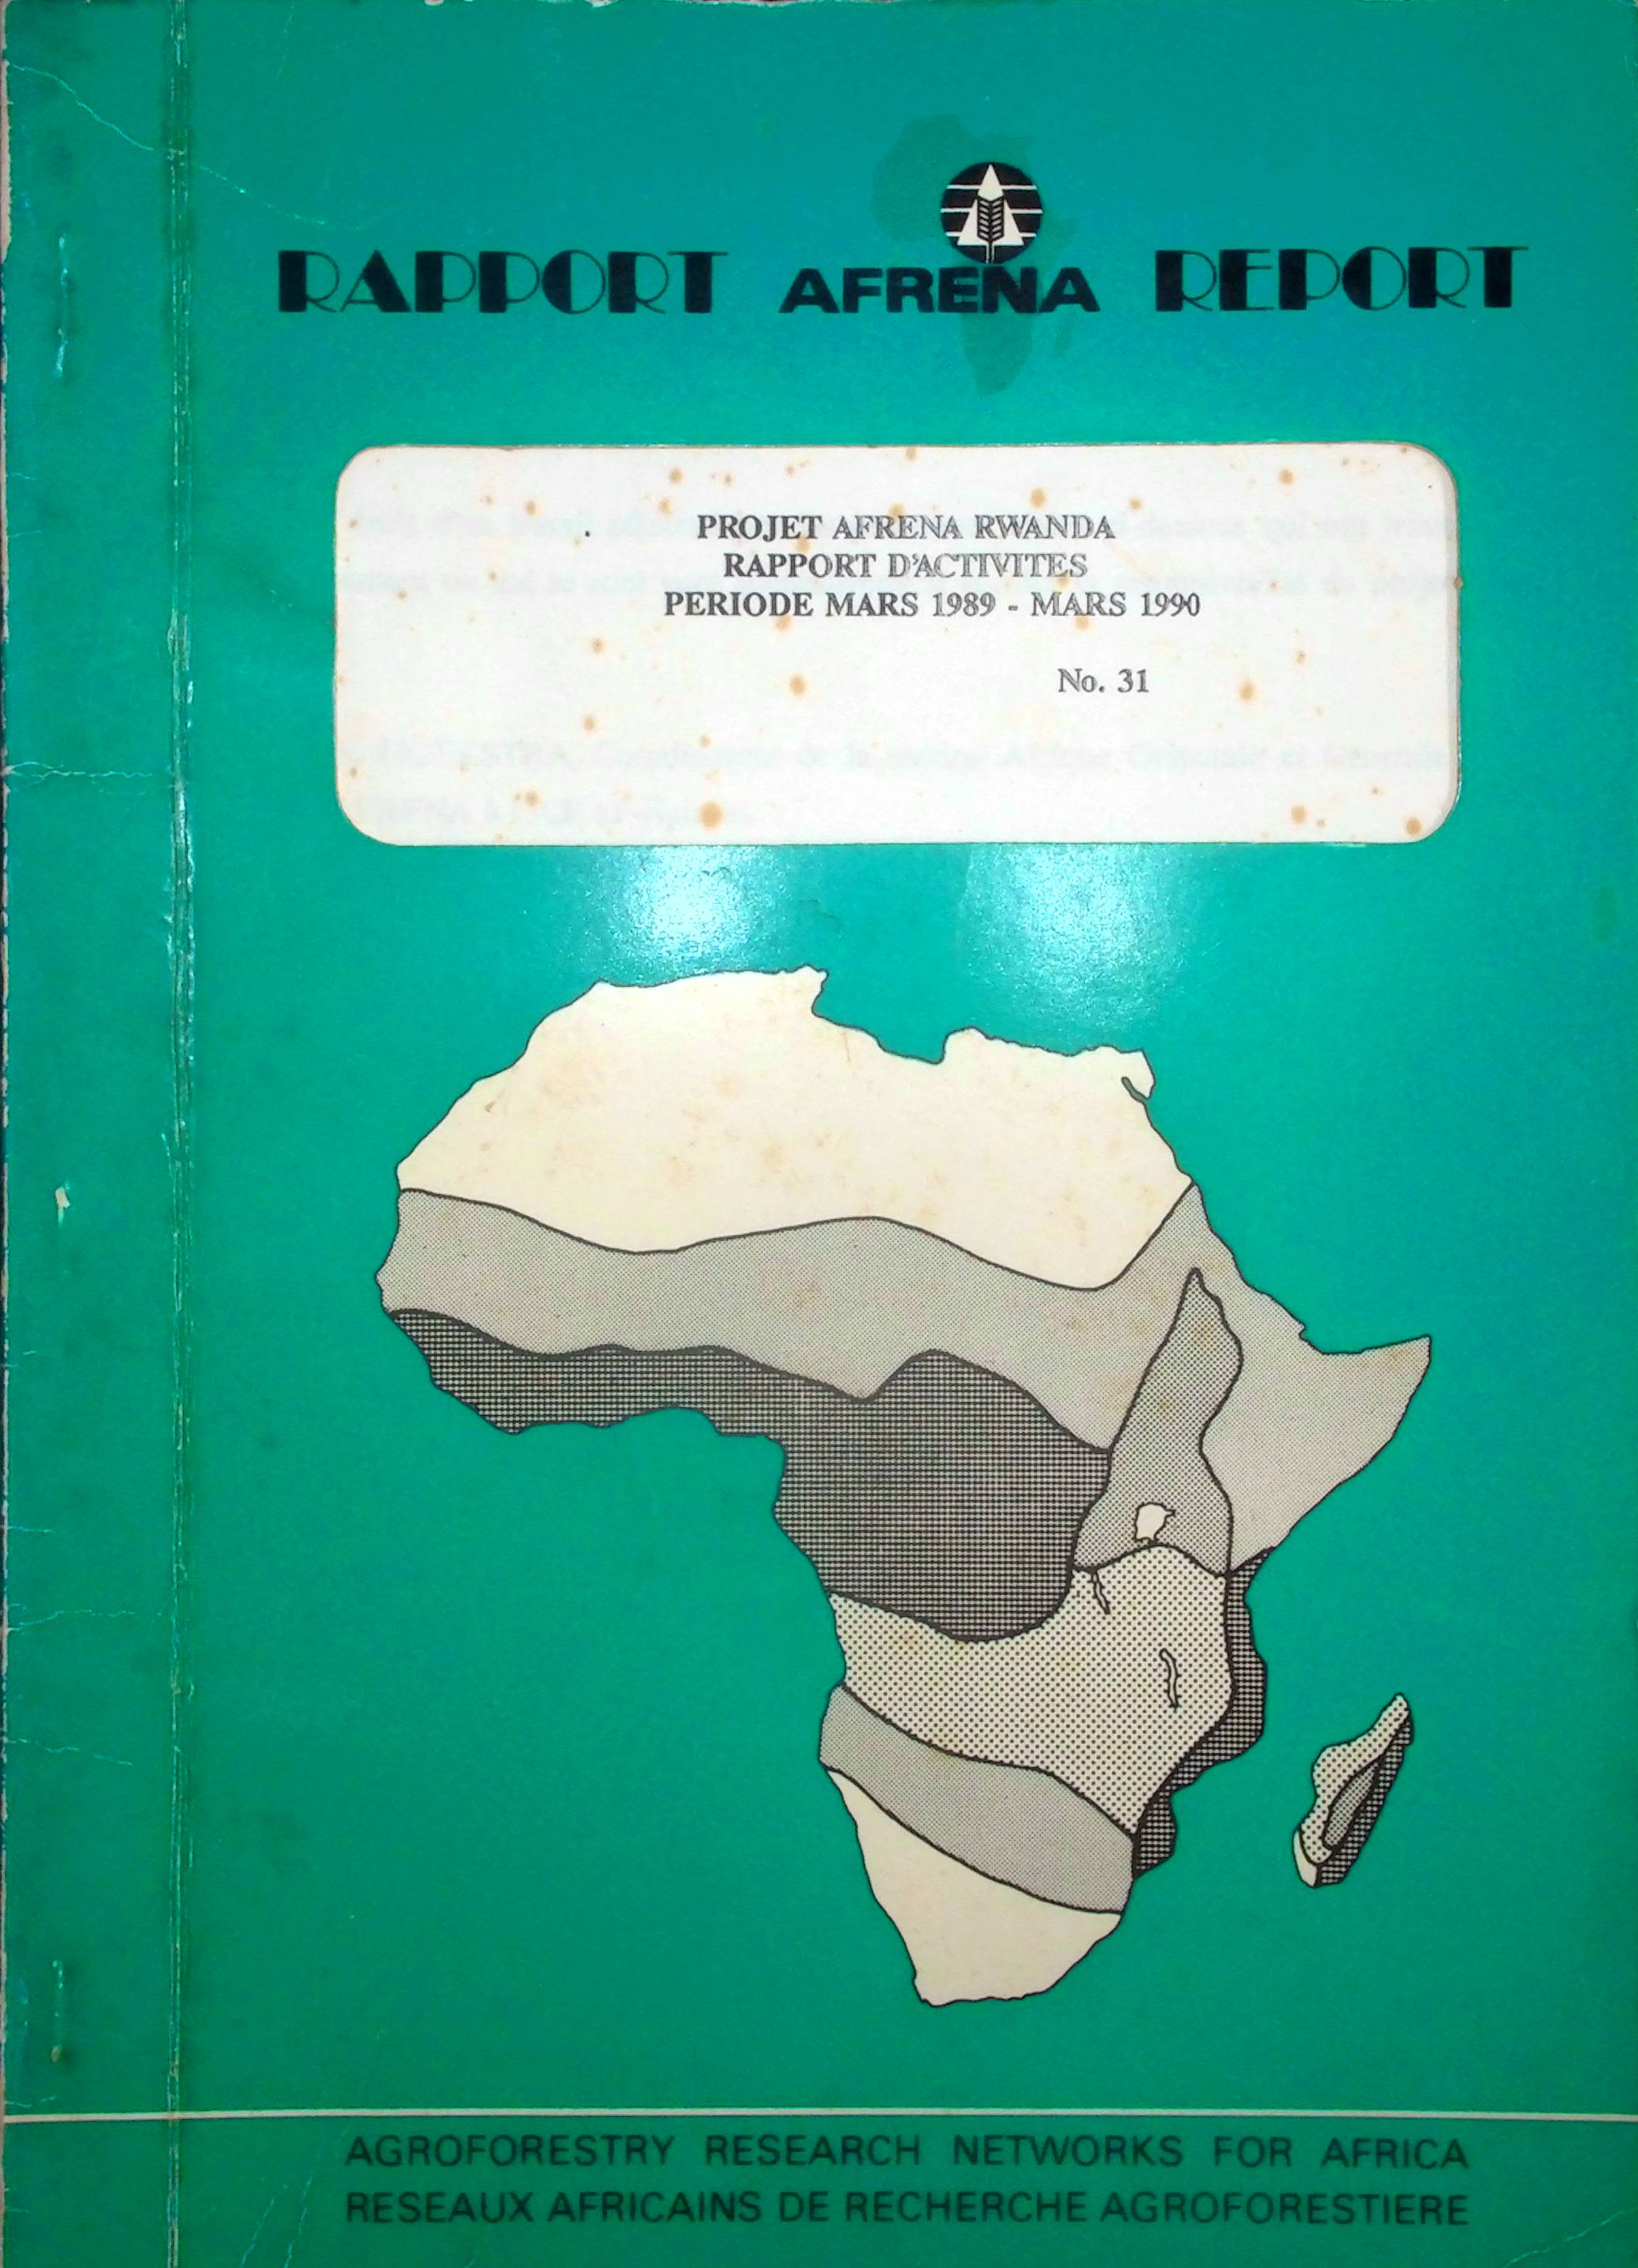 RAPPORT AFRENA REPORT
PROJET AFRENA RWANDA
RAPPORT D'ACTIVITES
PERIODE MARS 1989 - MARS 1990
No. 31
AGROFORESTRY RESEARCH NETWORKS FOR AFRICA
RESEAUX AFRICAINS DE RECHERCHE AGROFORESTIERE